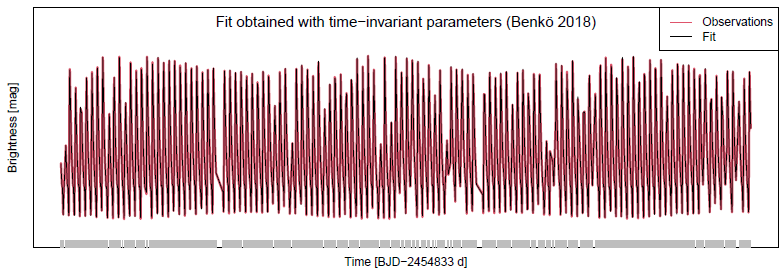 Fit obtained with time−invariant parameters (Benkö 2018)
Observations
Fit
Brightness [mag]
Time [BJD−2454833 d]